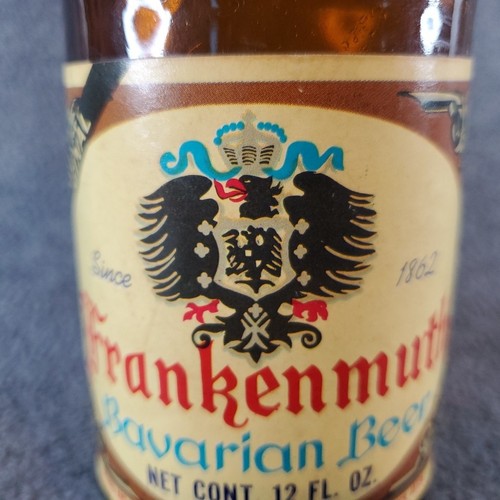 Since 1862
Frankenmuth
Bavarian Beer
NET CONT. 12 FL. OZ.